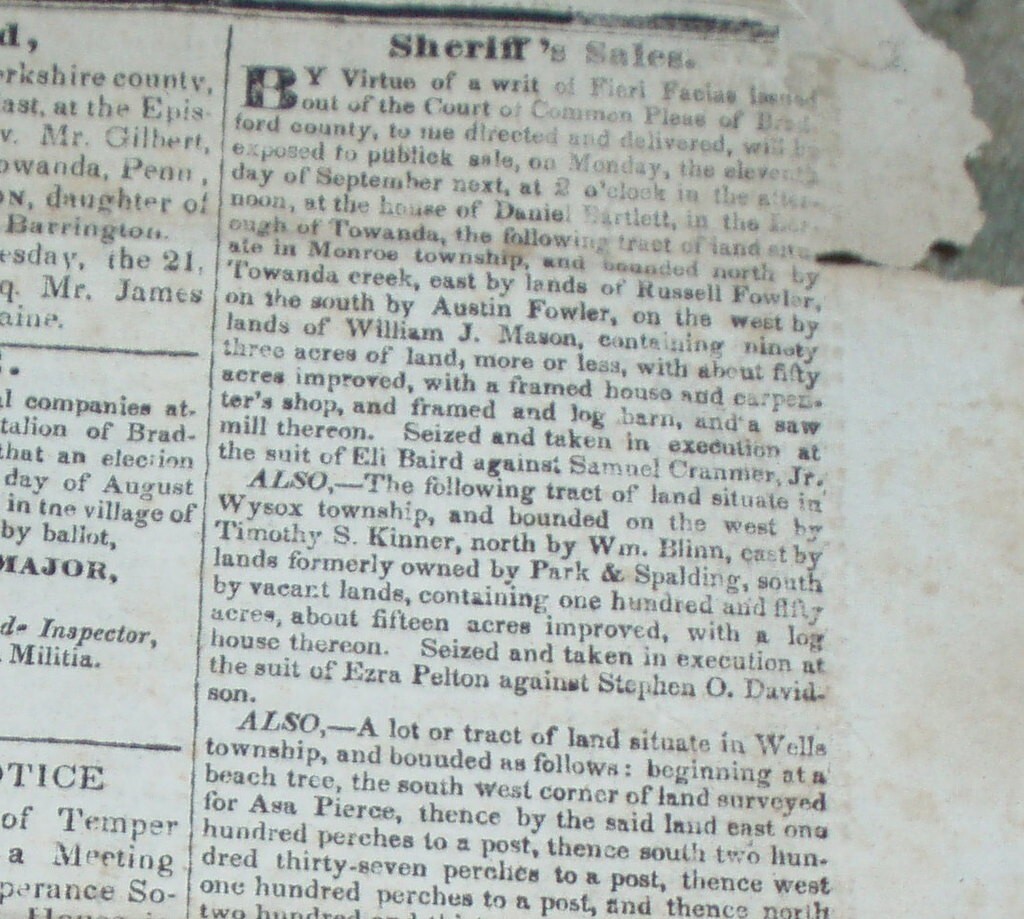 d,
erkshire county,
ast, at the Epis-
v. Mr. Gilbert,
owanda, Penn,
ON, daughter of
Barrington.
esday, the 21,
q. Mr. James
aine.
l companies at-
talion of Brad-
that an election
day of August
in tne village of
by ballot,
MAJOR,
d- Inspector,
Militia.
OTICE
of Temper
a Meeting
perance So-
Sheriff's Sales.
BY Virtue of a writ of Fieri Facias issued
out of the Court of Common Pleas of Brad-
ford county, to me directed and delivered, will be
exposed to publick sale, on Monday, the eleventh
day of September next, at 2 o'clock in the after-
noon, at the house of Daniel Bartlett, in the Bor-
ough of Towanda, the following tract of land situ-
ate in Monroe township, and bounded north by
Towanda creek, east by lands of Russell Fowler,
on the south by Austin Fowler, on the west by
lands of William J. Mason, containing ninety
three acres of land, more or less, with about fifty
acres improved, with a framed house and carpen-
ter's shop, and framed and log barn, and a saw
mill thereon. Seized and taken in execution at
the suit of Eli Baird against Samuel Cranmer, Jr.
ALSO,—The following tract of land situate in
Wysox township, and bounded on the west by
Timothy S. Kinner, north by Wm. Blinn, east by
lands formerly owned by Park & Spalding, south
by vacant lands, containing one hundred and fifty
acres, about fifteen acres improved, with a log
house thereon. Seized and taken in execution at
the suit of Ezra Pelton against Stephen O. David-
son.
ALSO,—A lot or tract of land situate in Wells
township, and bounded as follows: beginning at a
beach tree, the south west corner of land surveyed
for Asa Pierce, thence by the said land east one
hundred perches to a post, thence south two hun-
dred thirty-seven perches to a post, thence west
one hundred perches to a post, and thence north
two hundred and